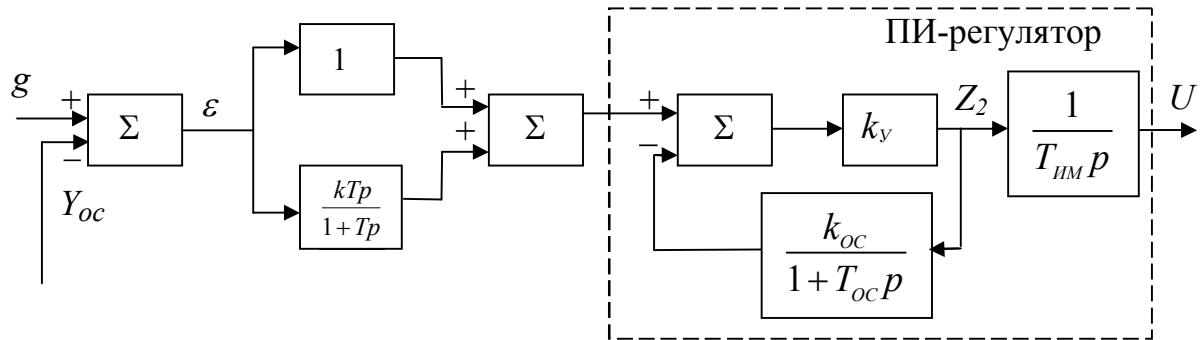 ПИ-регулятор
g
+
−
Σ
ε
1
+
+
Σ
+
−
Σ
k_У
Z_2
1
T_ИМ p
U
Y_ос
kTp
1 + Tp
k_ОС
1 + T_ОС p